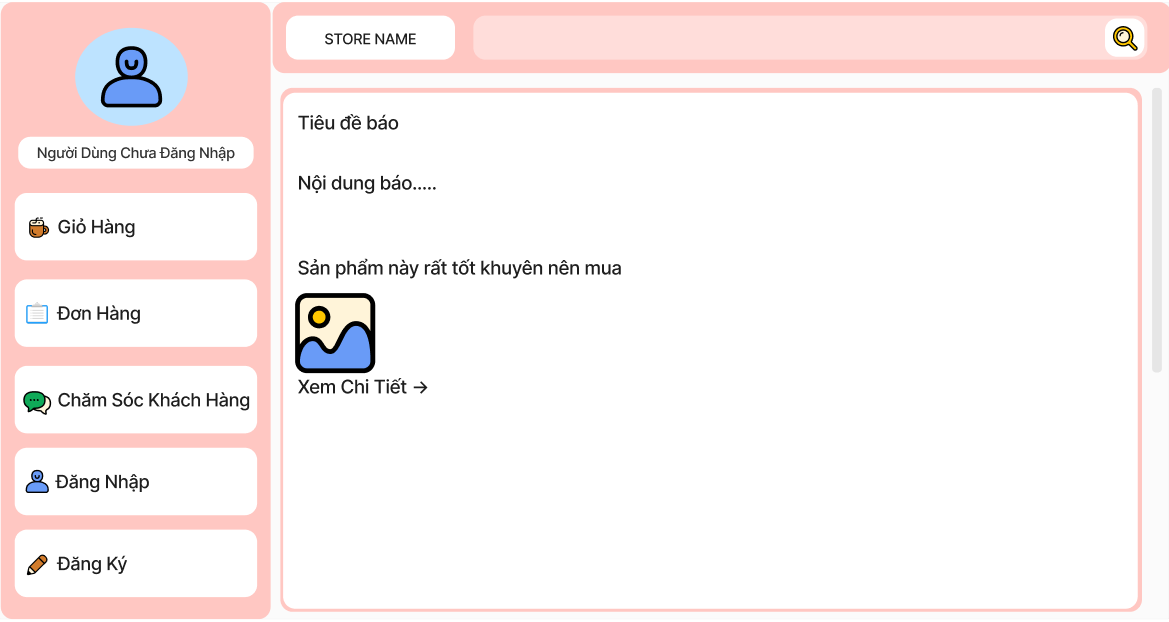 Người Dùng Chưa Đăng Nhập
Giỏ Hàng
Đơn Hàng
Chăm Sóc Khách Hàng
Đăng Nhập
Đăng Ký
STORE NAME
Tiêu đề báo
Nội dung báo.....
Sản phẩm này rất tốt khuyên nên mua
Xem Chi Tiết →